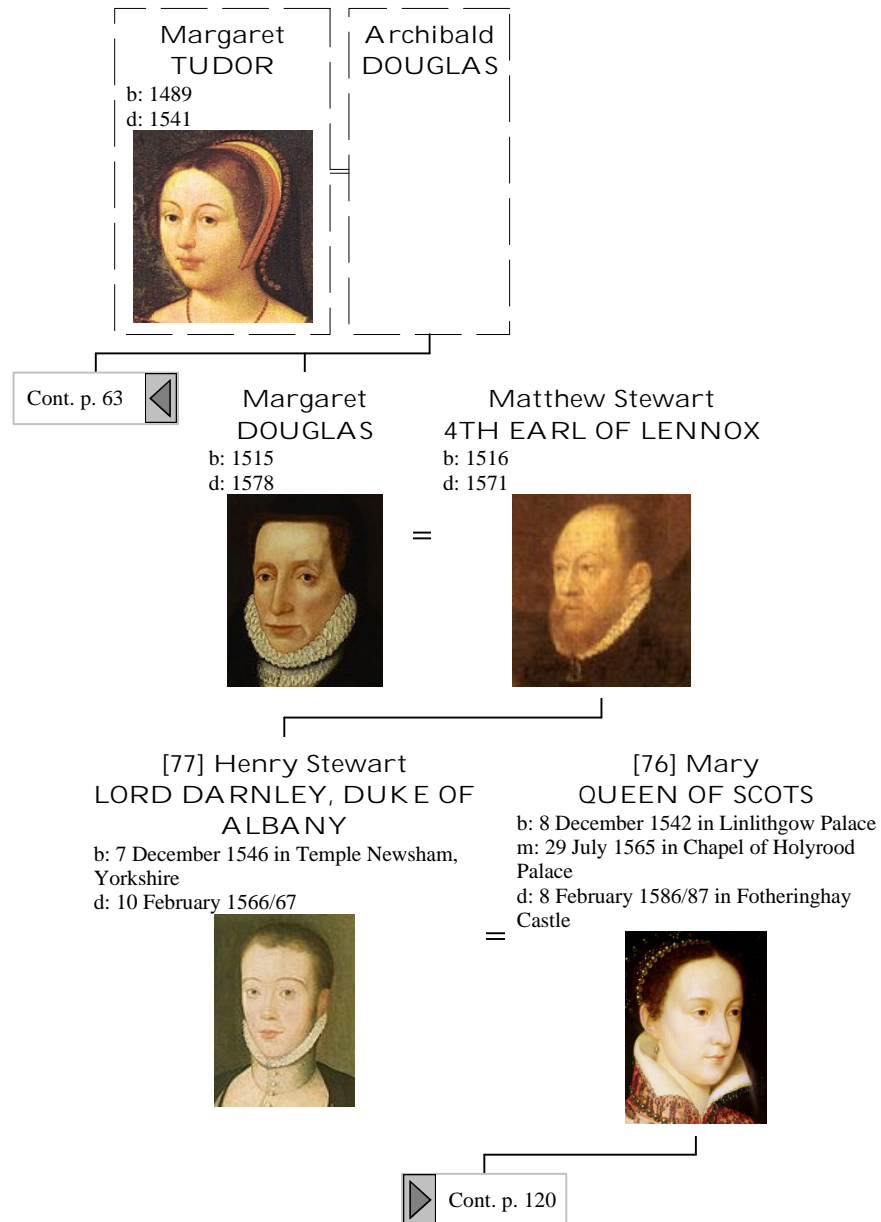 Margaret
TUDOR
b: 1489
d: 1541
Archibald
DOUGLAS
=
Cont. p. 63
Margaret
DOUGLAS
b: 1515
d: 1578
=
Matthew Stewart
4TH EARL OF LENNOX
b: 1516
d: 1571
[77] Henry Stewart
LORD DARNLEY, DUKE OF
ALBANY
b: 7 December 1546 in Temple Newsham,
Yorkshire
d: 10 February 1566/67
=
[76] Mary
QUEEN OF SCOTS
b: 8 December 1542 in Linlithgow Palace
m: 29 July 1565 in Chapel of Holyrood
Palace
d: 8 February 1586/87 in Fotheringhay
Castle
Cont. p. 120